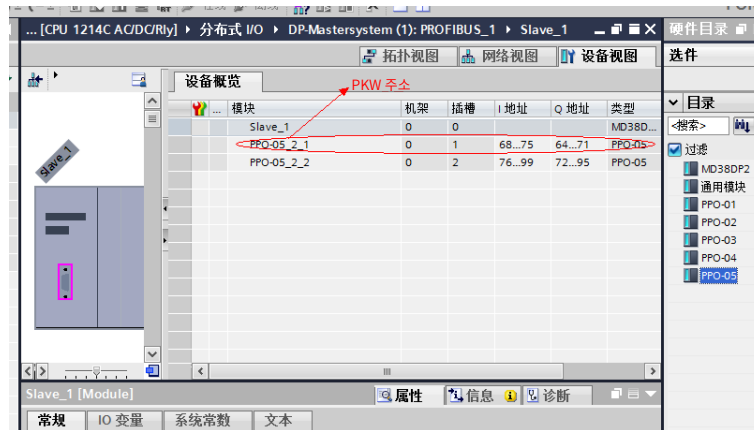 ... [CPU 1214C AC/DC/Rly] ▸ 分布式 I/O ▸ DP-Mastersystem (1): PROFIBUS_1 ▸ Slave_1
硬件目录
拓扑视图 网络视图 设备视图
选件
设备概览
PKW 주소
... 模块 机架 插槽 I 地址 Q 地址 类型
Slave_1 0 0 MD38D...
PPO-05_2_1 0 1 68...75 64...71 PPO-05
PPO-05_2_2 0 2 76...99 72...95 PPO-05
Slave_1
目录
<搜索>
过滤
MD38DP2
通用模块
PPO-01
PPO-02
PPO-03
PPO-04
PPO-05
Slave_1 [Module]
属性 信息 诊断
常规 IO 变量 系统常数 文本